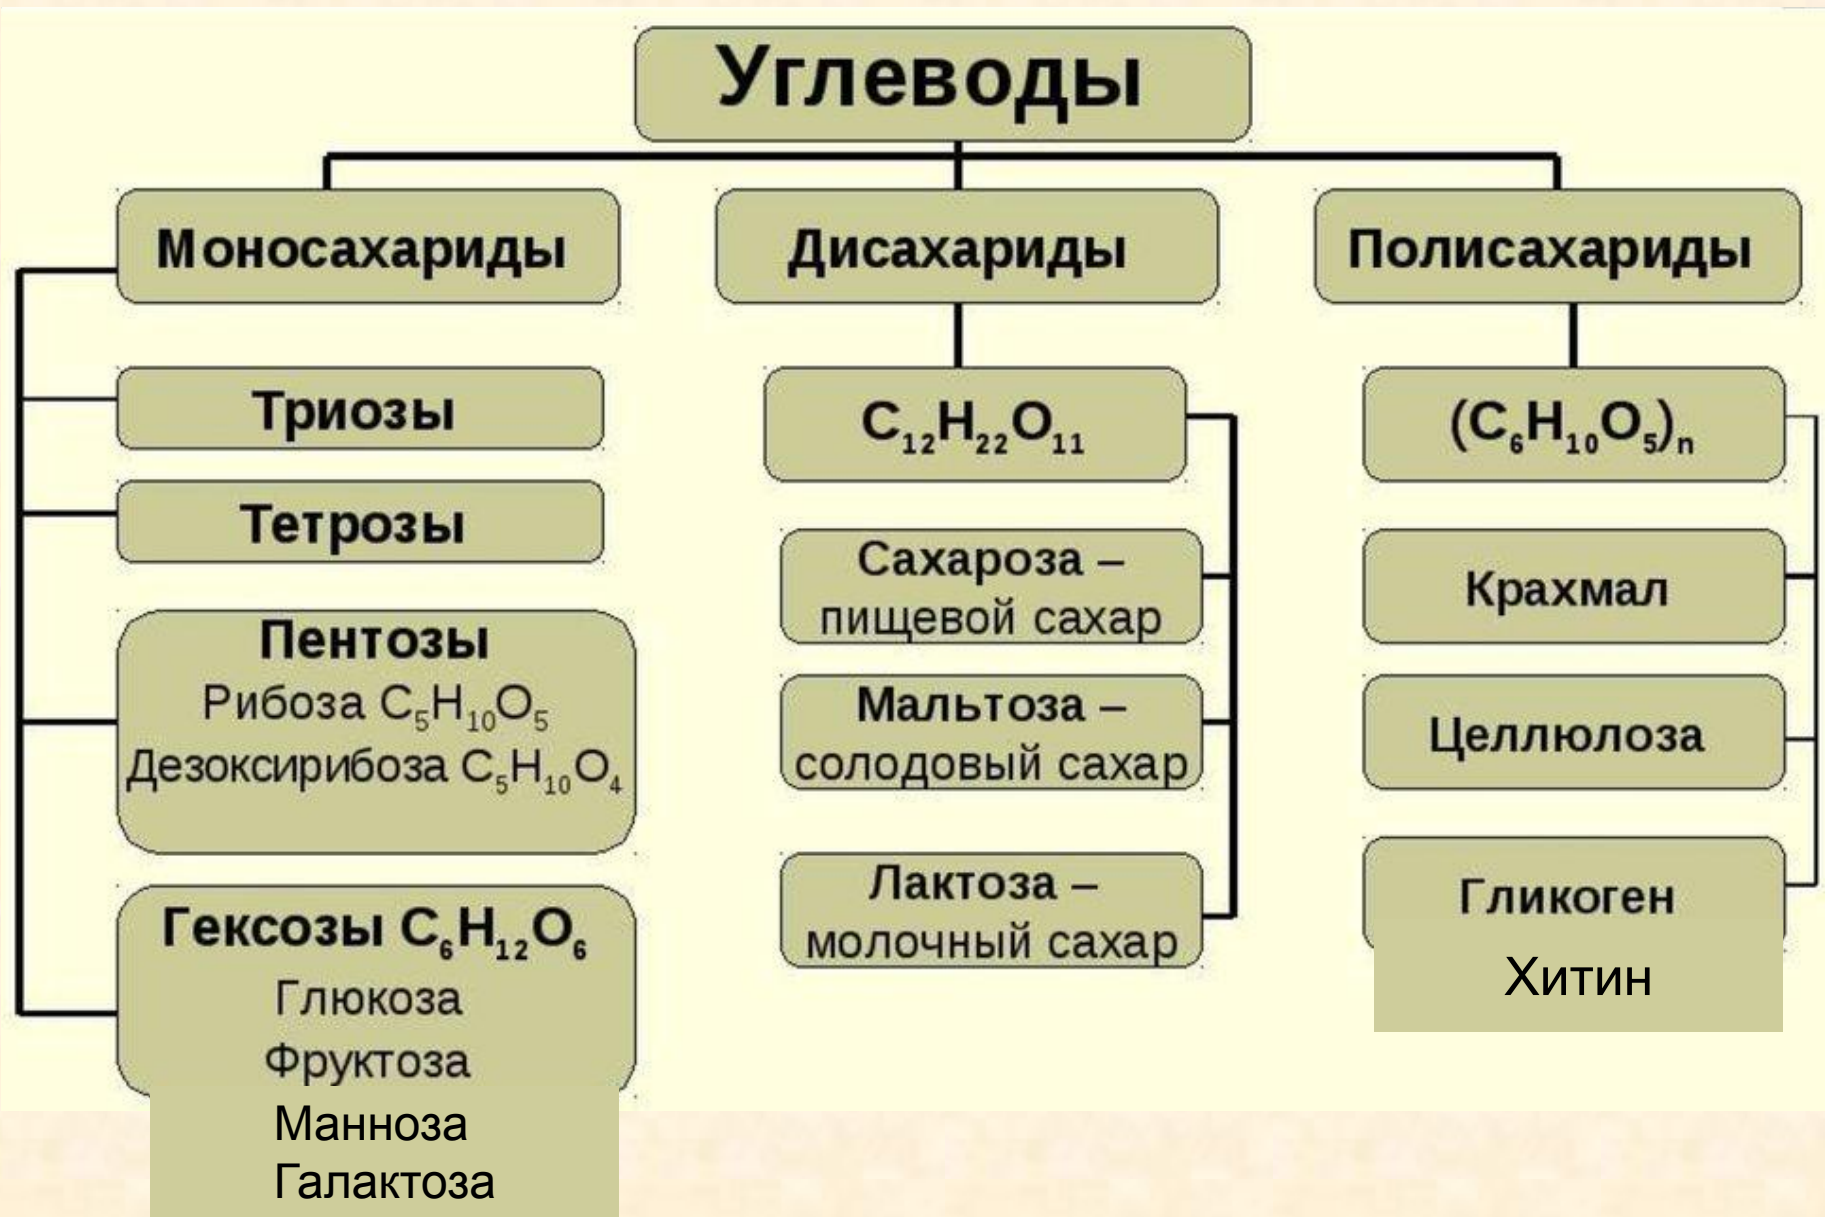 Углеводы
Моносахариды
Триозы
Тетрозы
Пентозы
Рибоза C₅H₁₀O₅
Дезоксирибоза C₅H₁₀O₄
Гексозы C₆H₁₂O₆
Глюкоза
Фруктоза
Манноза
Галактоза
Дисахариды
C₁₂H₂₂O₁₁
Сахароза –
пищевой сахар
Мальтоза –
солодовый сахар
Лактоза –
молочный сахар
Полисахариды
(C₆H₁₀O₅)ₙ
Крахмал
Целлюлоза
Гликоген
Хитин